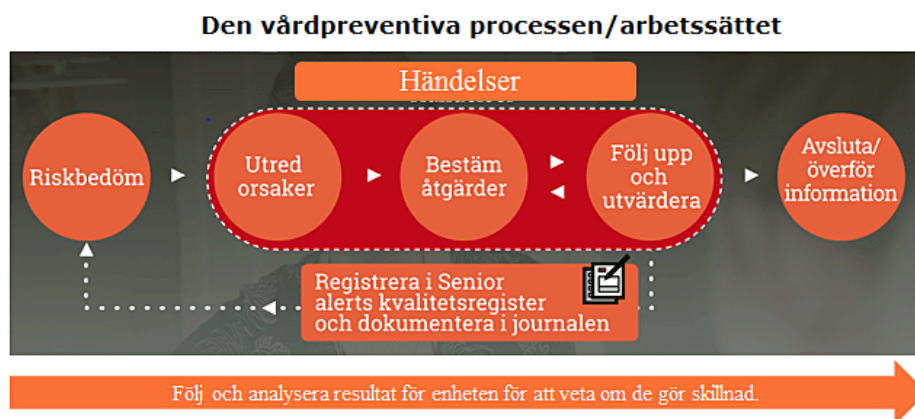 Den vårdpreventiva processen/arbetssättet
Händelser
Riskbedöm
Utred
orsaker
Bestäm
åtgärder
Följ upp
och
utvärdera
Avsluta/
överför
information
Registrera i Senior
alerts kvalitetsregister
och dokumentera i journalen
Följ och analysera resultat för enheten för att veta om de gör skillnad.